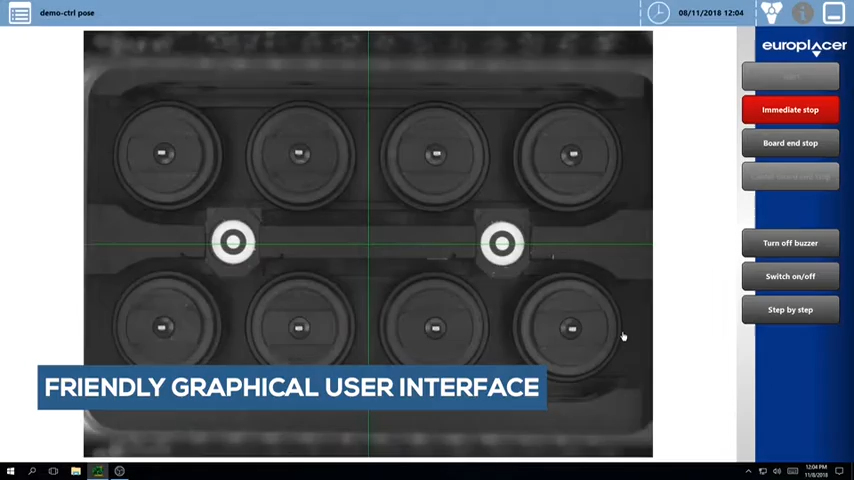 demo-ctrl pose
08/11/2018 12:04
europlacer
Immediate stop
Board end stop
Turn off buzzer
Switch on/off
Step by step
FRIENDLY GRAPHICAL USER INTERFACE
12:04 PM
11/8/2018